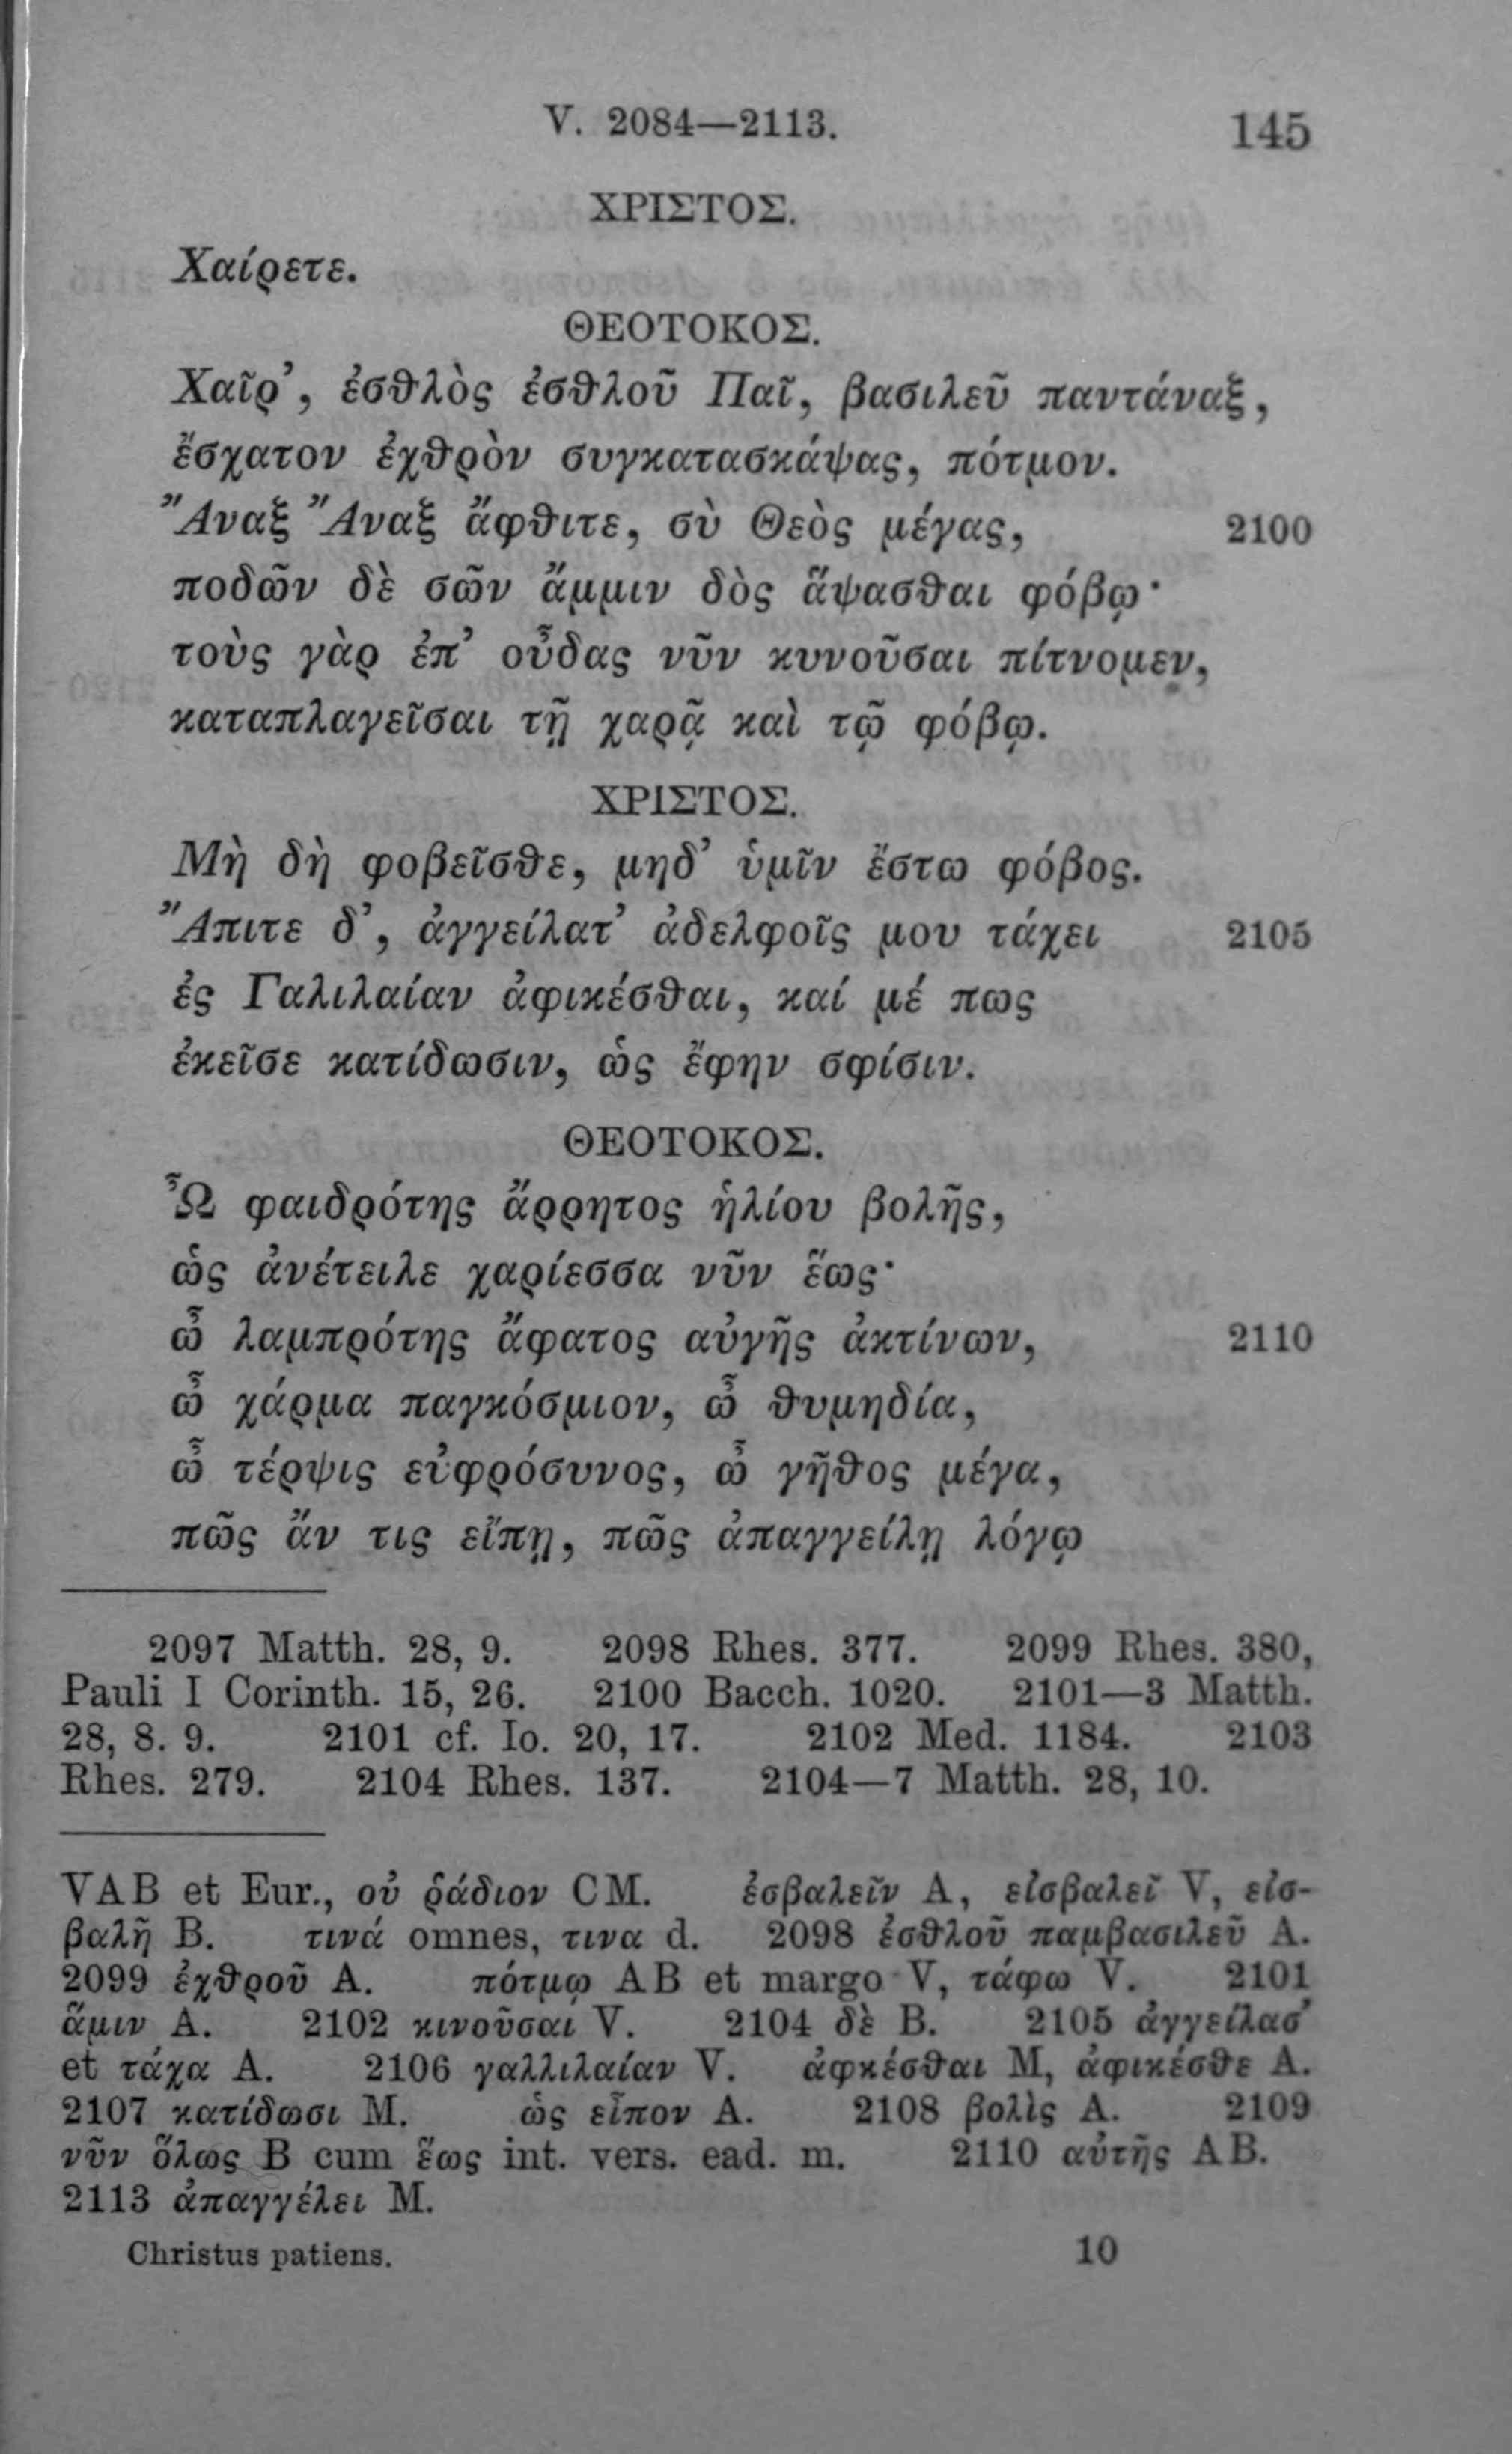 V. 2084—2113. 145
ΧΡΙΣΤΟΣ.
Χαίρετε.
ΘΕΟΤΟΚΟΣ.
Χαῖρ’, ἐσθλὸς ἐσθλοῦ Παῖ, βασιλεῦ παντάναξ,
ἔσχατον ἐχθρὸν συγκατασκάψας, πότμον.
Ἄναξ Ἄναξ ἄφθιτε, σὺ Θεὸς μέγας, 2100
ποδῶν δὲ σῶν ἄμμιν δὸς ἅψασθαι φόβῳ·
τοὺς γὰρ ἐπ’ οὖδας νῦν κυνοῦσαι πίτνομεν,
καταπλαγεῖσαι τῇ χαρᾷ καὶ τῷ φόβῳ.
ΧΡΙΣΤΟΣ.
Μὴ δὴ φοβεῖσθε, μηδ’ ὑμῖν ἔστω φόβος.
Ἄπιτε δ’, ἀγγείλατ’ ἀδελφοῖς μου τάχει 2105
ἐς Γαλιλαίαν ἀφικέσθαι, καί μέ πως
ἐκεῖσε κατίδωσιν, ὡς ἔφην σφίσιν.
ΘΕΟΤΟΚΟΣ.
Ὦ φαιδρότης ἄρρητος ἡλίου βολῆς,
ὡς ἀνέτειλε χαρίεσσα νῦν ἕως·
ὦ λαμπρότης ἄφατος αὐγῆς ἀκτίνων, 2110
ὦ χάρμα παγκόσμιον, ὦ θυμηδία,
ὦ τέρψις εὐφρόσυνος, ὦ γῆθος μέγα,
πῶς ἄν τις εἴπῃ, πῶς ἀπαγγείλῃ λόγῳ
2097 Matth. 28, 9. 2098 Rhes. 377. 2099 Rhes. 380,
Pauli I Corinth. 15, 26. 2100 Bacch. 1020. 2101—3 Matth.
28, 8. 9. 2101 cf. Io. 20, 17. 2102 Med. 1184. 2103
Rhes. 279. 2104 Rhes. 137. 2104—7 Matth. 28, 10.
VAB et Eur., οὐ ῥάδιον CM. ἐσβαλεῖν A, εἰσβαλεῖ V, εἰσ-
βαλῇ B. τινά omnes, τινα d. 2098 ἐσθλοῦ παμβασιλεῦ A.
2099 ἐχθροῦ A. πότμῳ AB et margo V, τάφω V. 2101
ἅμιν A. 2102 κινοῦσαι V. 2104 δὲ B. 2105 ἀγγείλασ’
et τάχα A. 2106 γαλλιλαίαν V. ἀφκέσθαι M, ἀφικέσθε A.
2107 κατίδωσι M. ὡς εἶπον A. 2108 βολὶς A. 2109
νῦν ὅλως B cum ἕως int. vers. ead. m. 2110 αὐτῆς AB.
2113 ἀπαγγέλει M.
Christus patiens. 10